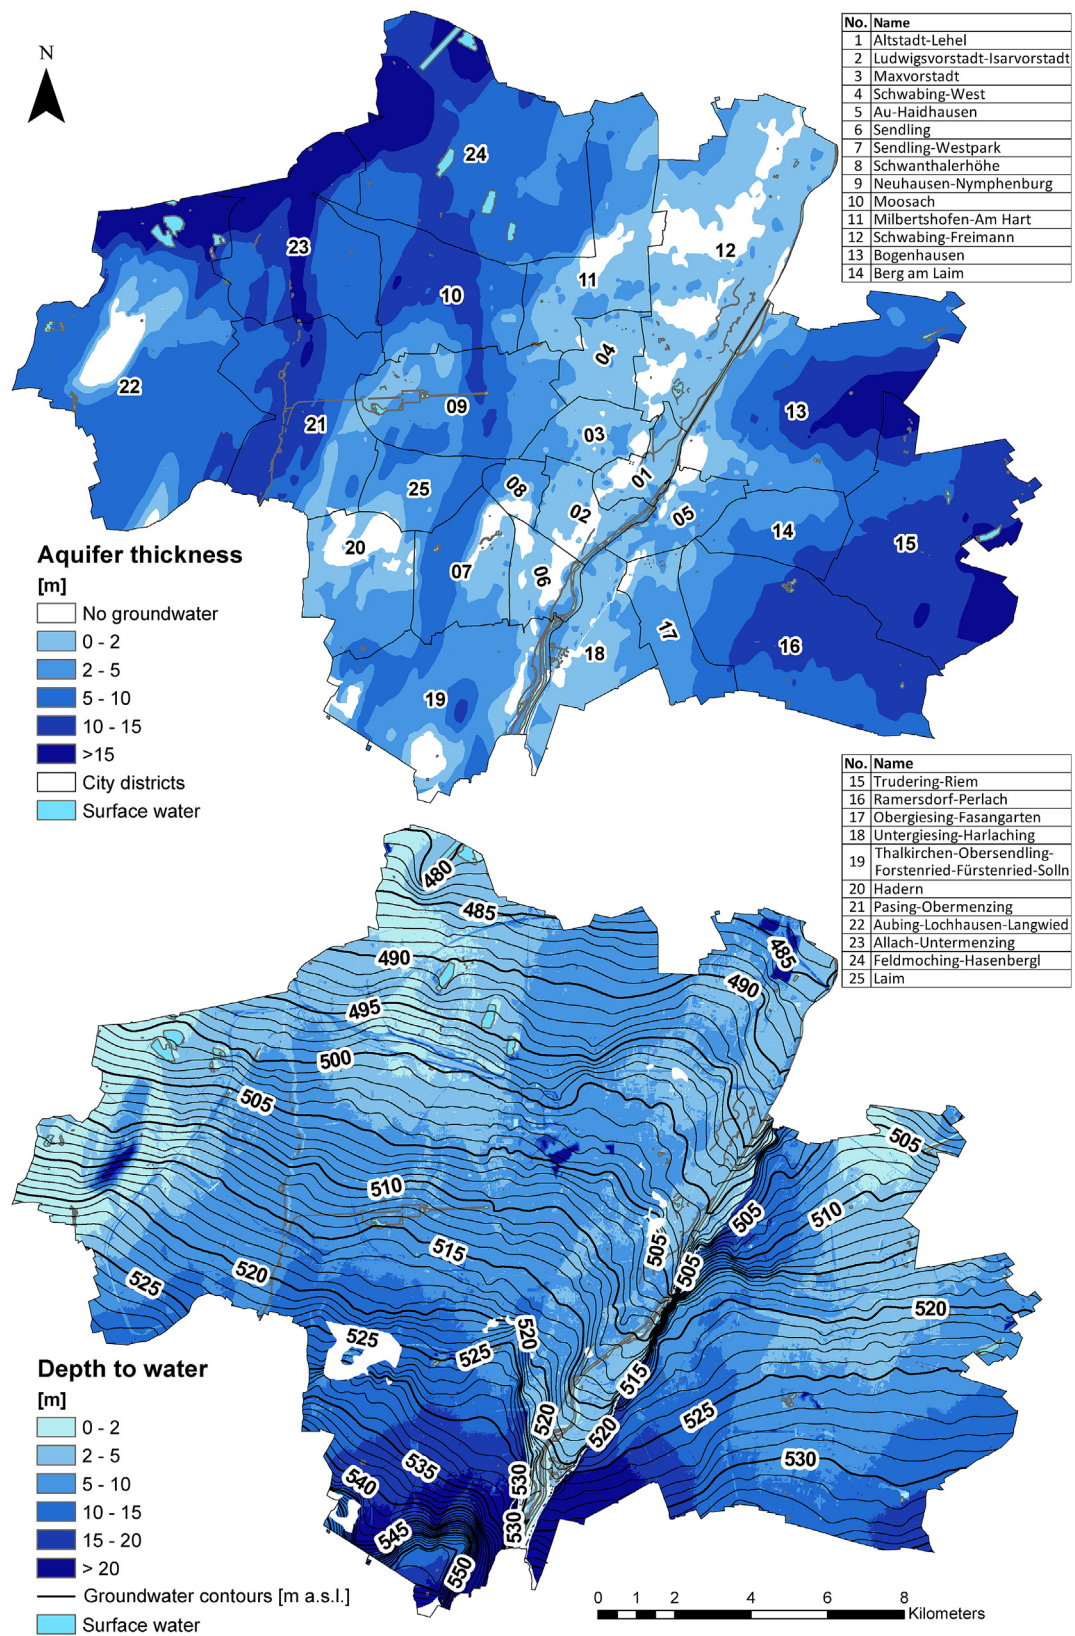 N
No. Name
1 Altstadt-Lehel
2 Ludwigsvorstadt-Isarvorstadt
3 Maxvorstadt
4 Schwabing-West
5 Au-Haidhausen
6 Sendling
7 Sendling-Westpark
8 Schwanthalerhöhe
9 Neuhausen-Nymphenburg
10 Moosach
11 Milbertshofen-Am Hart
12 Schwabing-Freimann
13 Bogenhausen
14 Berg am Laim
24
23
12
11
10
04
22
09
13
21
03
01
25
08
02
05
14
15
20
07
06
17
16
18
19
Aquifer thickness
[m]
No groundwater
0 - 2
2 - 5
5 - 10
10 - 15
>15
City districts
Surface water
No. Name
15 Trudering-Riem
16 Ramersdorf-Perlach
17 Obergiesing-Fasangarten
18 Untergiesing-Harlaching
19 Thalkirchen-Obersendling-
Forstenried-Fürstenried-Solln
20 Hadern
21 Pasing-Obermenzing
22 Aubing-Lochhausen-Langwied
23 Allach-Untermenzing
24 Feldmoching-Hasenbergl
25 Laim
480
485
490
485
490
495
500
505
505
510
505
510
515
505
505
520
525
520
525
520
525
515
525
520
520
535
530
530
540
545
530
550
Depth to water
[m]
0 - 2
2 - 5
5 - 10
10 - 15
15 - 20
> 20
Groundwater contours [m a.s.l.]
Surface water
0 1 2 4 6 8
Kilometers